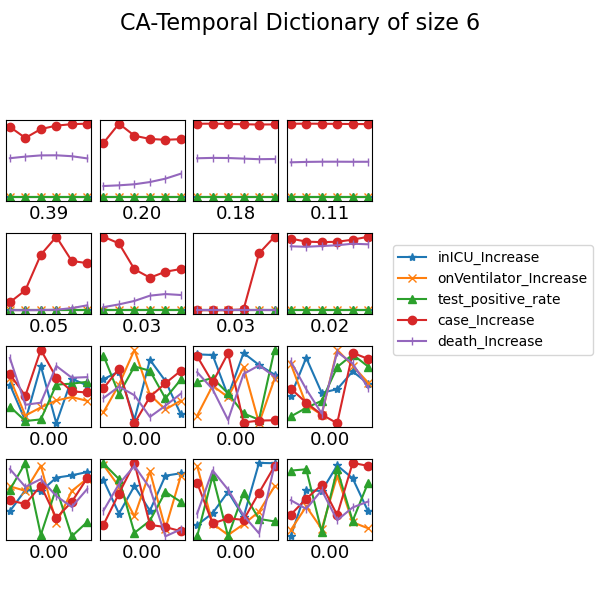 CA-Temporal Dictionary of size 6
0.39 0.20 0.18 0.11
0.05 0.03 0.03 0.02
inICU_Increase
onVentilator_Increase
test_positive_rate
case_Increase
death_Increase
0.00 0.00 0.00 0.00
0.00 0.00 0.00 0.00